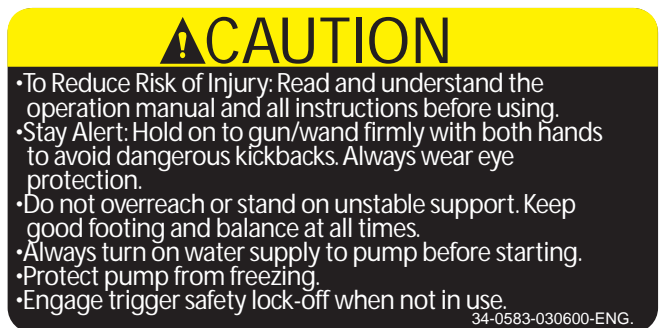 CAUTION
•To Reduce Risk of Injury: Read and understand the
operation manual and all instructions before using.
•Stay Alert: Hold on to gun/wand firmly with both hands
to avoid dangerous kickbacks. Always wear eye
protection.
•Do not overreach or stand on unstable support. Keep
good footing and balance at all times.
•Always turn on water supply to pump before starting.
•Protect pump from freezing.
•Engage trigger safety lock-off when not in use.
34-0583-030600-ENG.